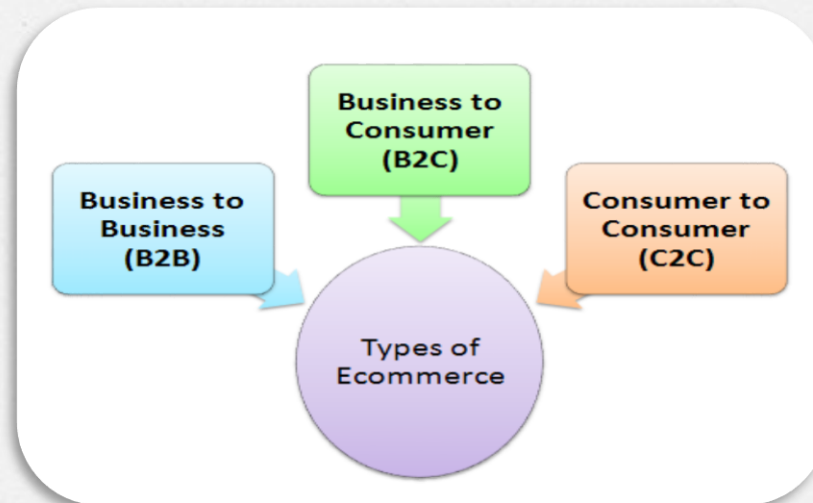 Business to
Consumer
(B2C)
Business to
Business
(B2B)
Consumer to
Consumer
(C2C)
Types of
Ecommerce